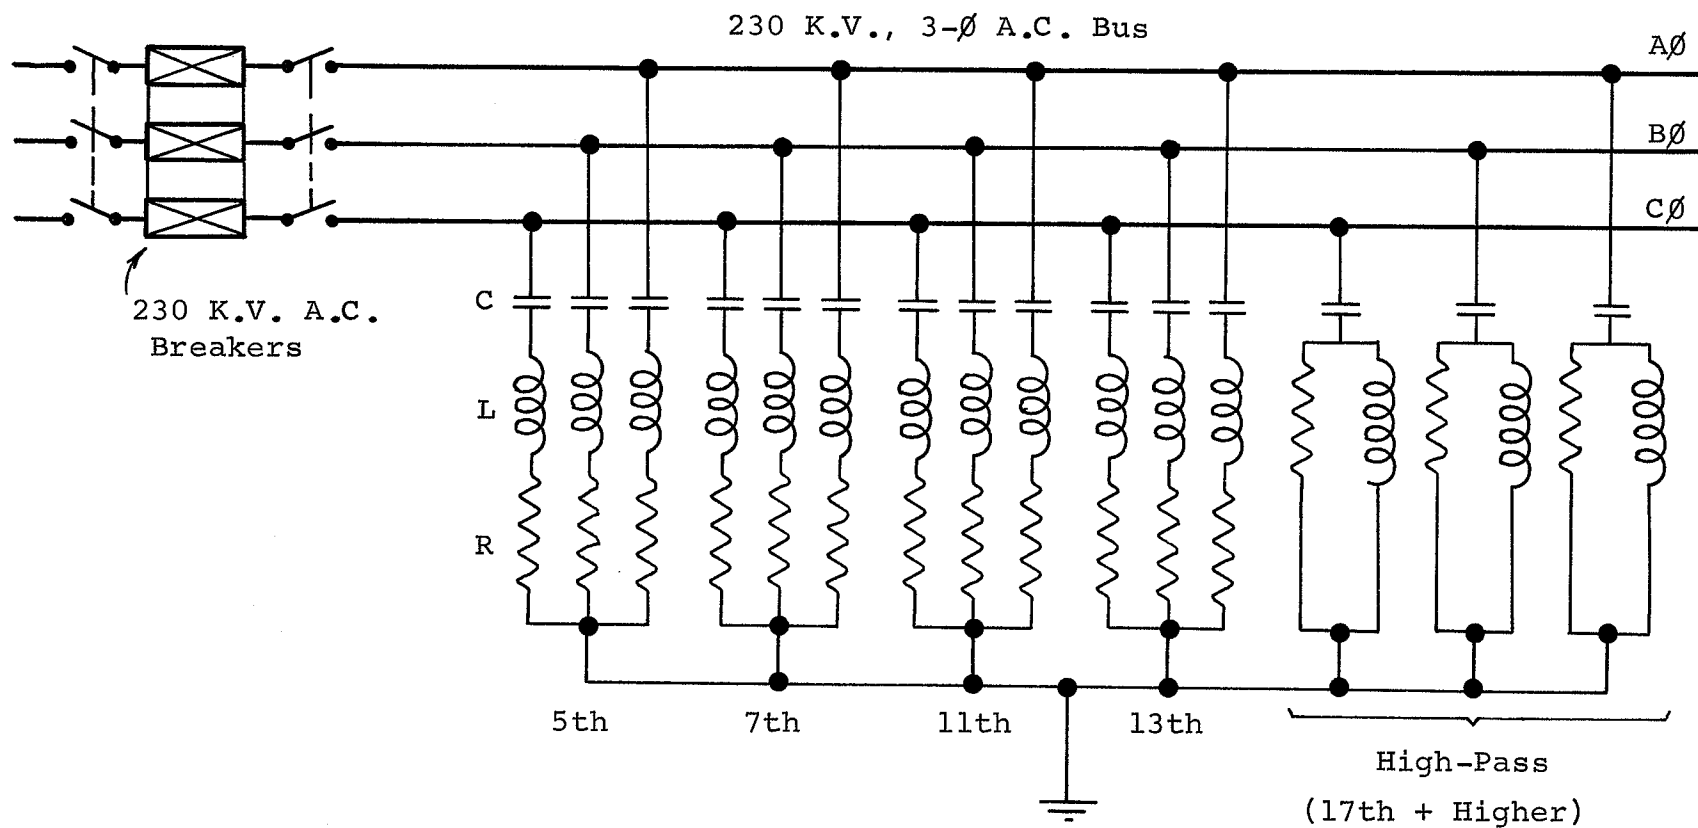 230 K.V., 3-Ø A.C. Bus
AØ
BØ
CØ
230 K.V. A.C.
Breakers
C
L
R
5th
7th
11th
13th
High-Pass
(17th + Higher)